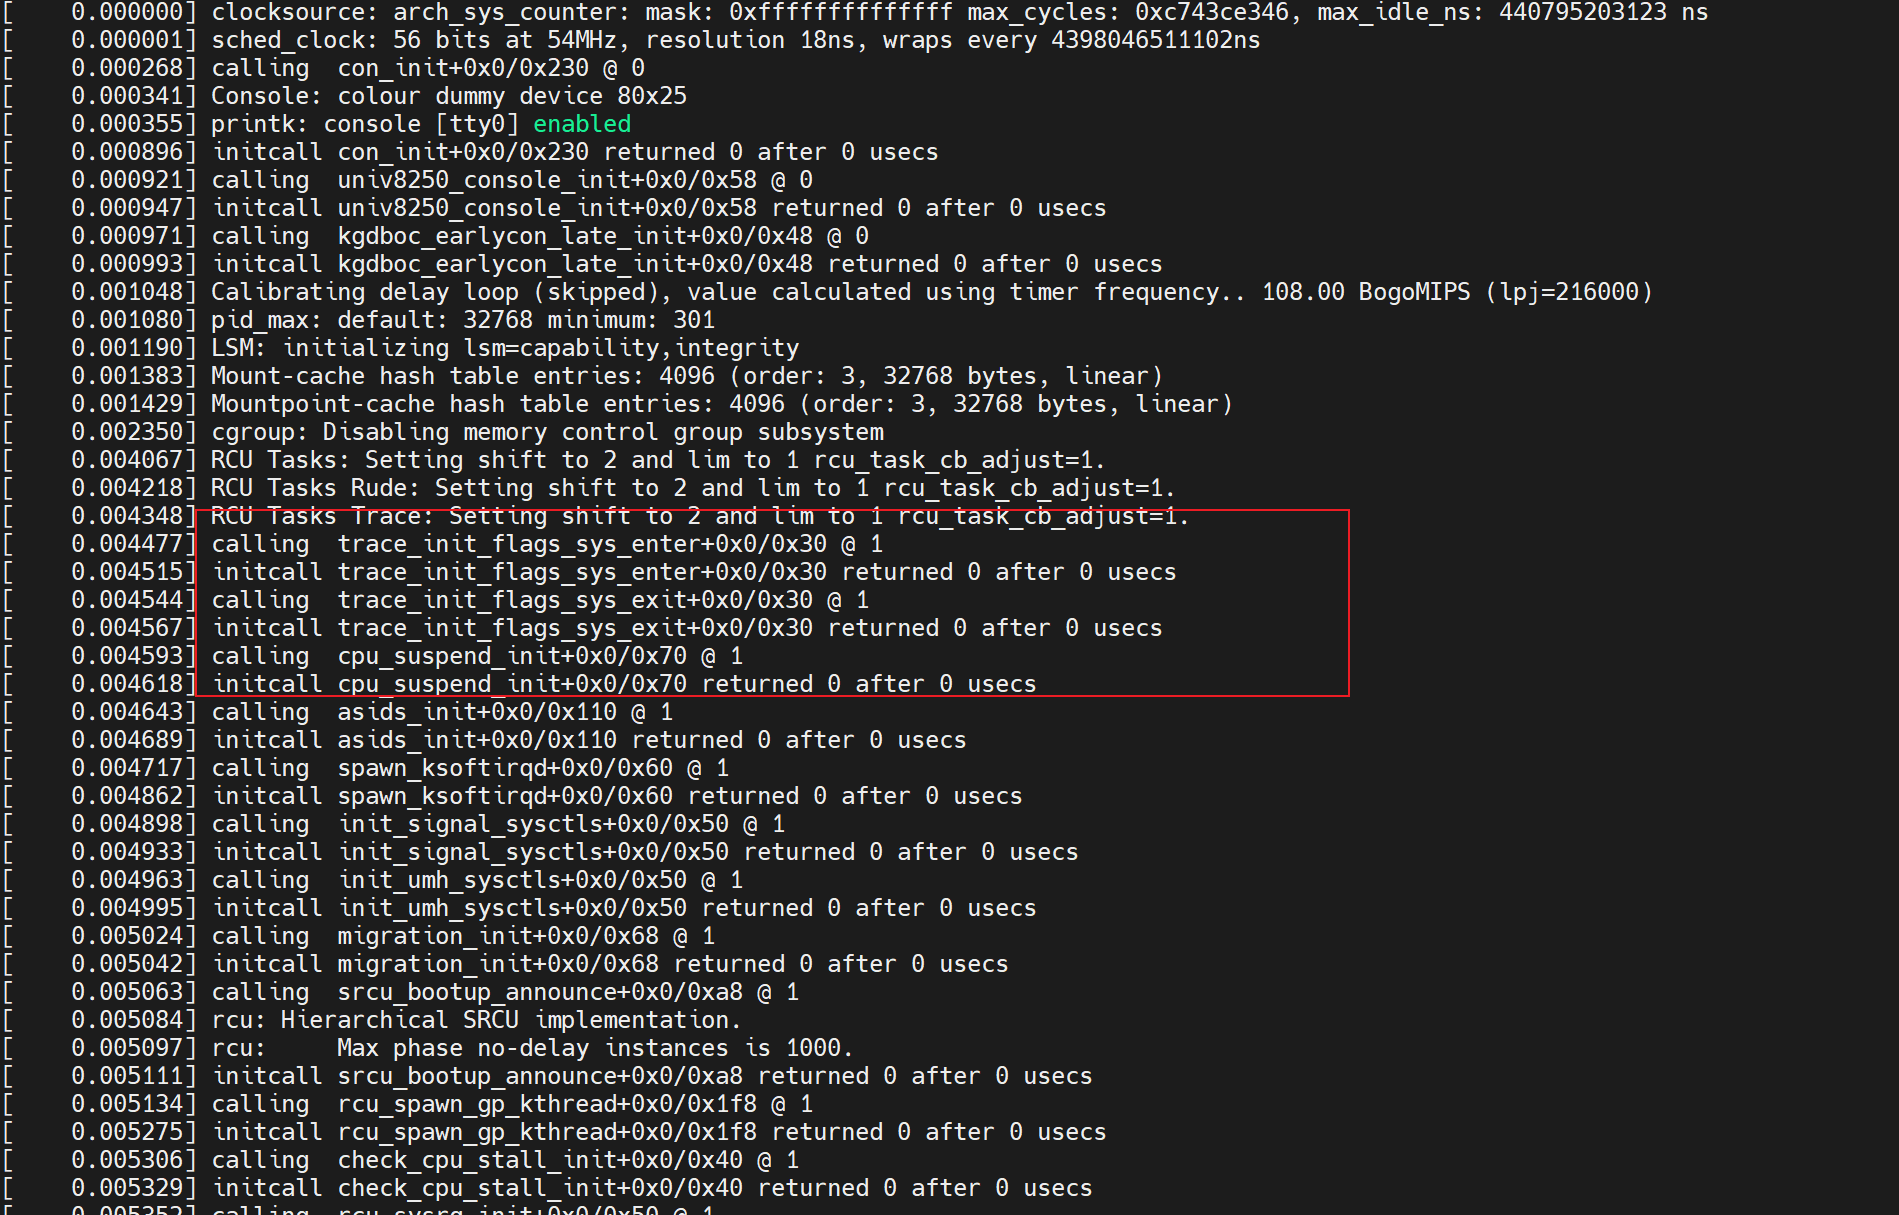 [    0.000000] clocksource: arch_sys_counter: mask: 0xffffffffffffff max_cycles: 0xc743ce346, max_idle_ns: 440795203123 ns
[    0.000001] sched_clock: 56 bits at 54MHz, resolution 18ns, wraps every 4398046511102ns
[    0.000268] calling  con_init+0x0/0x230 @ 0
[    0.000341] Console: colour dummy device 80x25
[    0.000355] printk: console [tty0] enabled
[    0.000896] initcall con_init+0x0/0x230 returned 0 after 0 usecs
[    0.000921] calling  univ8250_console_init+0x0/0x58 @ 0
[    0.000947] initcall univ8250_console_init+0x0/0x58 returned 0 after 0 usecs
[    0.000971] calling  kgdboc_earlycon_late_init+0x0/0x48 @ 0
[    0.000993] initcall kgdboc_earlycon_late_init+0x0/0x48 returned 0 after 0 usecs
[    0.001048] Calibrating delay loop (skipped), value calculated using timer frequency.. 108.00 BogoMIPS (lpj=216000)
[    0.001080] pid_max: default: 32768 minimum: 301
[    0.001190] LSM: initializing lsm=capability,integrity
[    0.001383] Mount-cache hash table entries: 4096 (order: 3, 32768 bytes, linear)
[    0.001429] Mountpoint-cache hash table entries: 4096 (order: 3, 32768 bytes, linear)
[    0.002350] cgroup: Disabling memory control group subsystem
[    0.004067] RCU Tasks: Setting shift to 2 and lim to 1 rcu_task_cb_adjust=1.
[    0.004218] RCU Tasks Rude: Setting shift to 2 and lim to 1 rcu_task_cb_adjust=1.
[    0.004348] RCU Tasks Trace: Setting shift to 2 and lim to 1 rcu_task_cb_adjust=1.
[    0.004477] calling  trace_init_flags_sys_enter+0x0/0x30 @ 1
[    0.004515] initcall trace_init_flags_sys_enter+0x0/0x30 returned 0 after 0 usecs
[    0.004544] calling  trace_init_flags_sys_exit+0x0/0x30 @ 1
[    0.004567] initcall trace_init_flags_sys_exit+0x0/0x30 returned 0 after 0 usecs
[    0.004593] calling  cpu_suspend_init+0x0/0x70 @ 1
[    0.004618] initcall cpu_suspend_init+0x0/0x70 returned 0 after 0 usecs
[    0.004643] calling  asids_init+0x0/0x110 @ 1
[    0.004689] initcall asids_init+0x0/0x110 returned 0 after 0 usecs
[    0.004717] calling  spawn_ksoftirqd+0x0/0x60 @ 1
[    0.004862] initcall spawn_ksoftirqd+0x0/0x60 returned 0 after 0 usecs
[    0.004898] calling  init_signal_sysctls+0x0/0x50 @ 1
[    0.004933] initcall init_signal_sysctls+0x0/0x50 returned 0 after 0 usecs
[    0.004963] calling  init_umh_sysctls+0x0/0x50 @ 1
[    0.004995] initcall init_umh_sysctls+0x0/0x50 returned 0 after 0 usecs
[    0.005024] calling  migration_init+0x0/0x68 @ 1
[    0.005042] initcall migration_init+0x0/0x68 returned 0 after 0 usecs
[    0.005063] calling  srcu_bootup_announce+0x0/0xa8 @ 1
[    0.005084] rcu: Hierarchical SRCU implementation.
[    0.005097] rcu:     Max phase no-delay instances is 1000.
[    0.005111] initcall srcu_bootup_announce+0x0/0xa8 returned 0 after 0 usecs
[    0.005134] calling  rcu_spawn_gp_kthread+0x0/0x1f8 @ 1
[    0.005275] initcall rcu_spawn_gp_kthread+0x0/0x1f8 returned 0 after 0 usecs
[    0.005306] calling  check_cpu_stall_init+0x0/0x40 @ 1
[    0.005329] initcall check_cpu_stall_init+0x0/0x40 returned 0 after 0 usecs
[    0.005352] calling  rcu_sysrq_init+0x0/0x50 @ 1